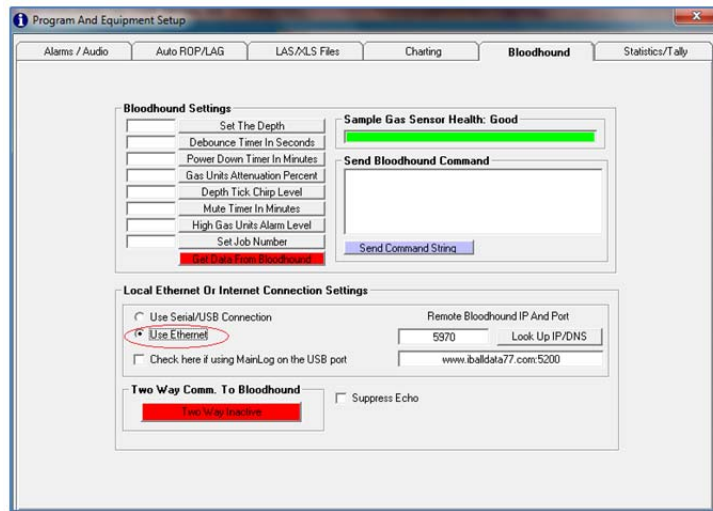 Program And Equipment Setup
Alarms / Audio
Auto ROP/LAG
LAS/XLS Files
Charting
Bloodhound
Statistics/Tally
Bloodhound Settings
Set The Depth
Debounce Timer In Seconds
Power Down Timer In Minutes
Gas Units Attenuation Percent
Depth Tick Chirp Level
Mute Timer In Minutes
High Gas Units Alarm Level
Set Job Number
Get Data From Bloodhound
Sample Gas Sensor Health: Good
Send Bloodhound Command
Send Command String
Local Ethernet Or Internet Connection Settings
Use Serial/USB Connection
Use Ethernet
Check here if using MainLog on the USB port
Remote Bloodhound IP And Port
5970
Look Up IP/DNS
www.iballdata77.com:5200
Two Way Comm. To Bloodhound
Two Way Inactive
Suppress Echo